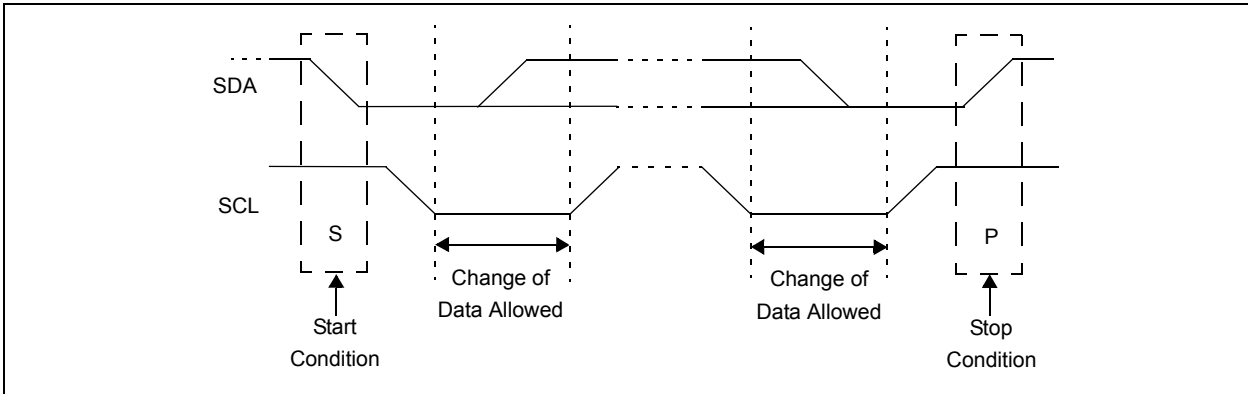 SDA
SCL
S
P
Change of
Data Allowed
Change of
Data Allowed
Start
Condition
Stop
Condition